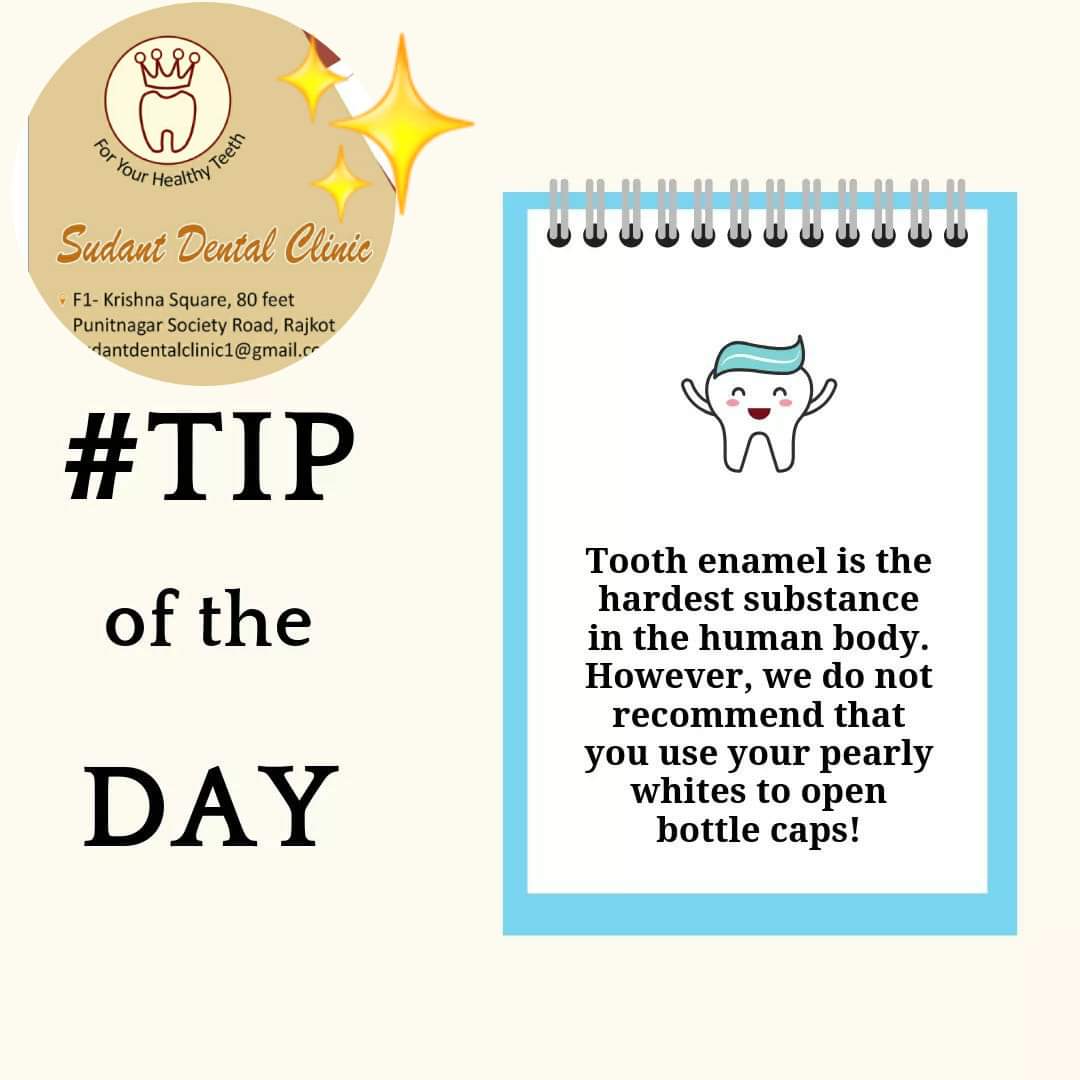 For Your Healthy Teeth
Sudant Dental Clinic
F1- Krishna Square, 80 feet
Punitnagar Society Road, Rajkot
#TIP
of the
DAY
Tooth enamel is the
hardest substance
in the human body.
However, we do not
recommend that
you use your pearly
whites to open
bottle caps!